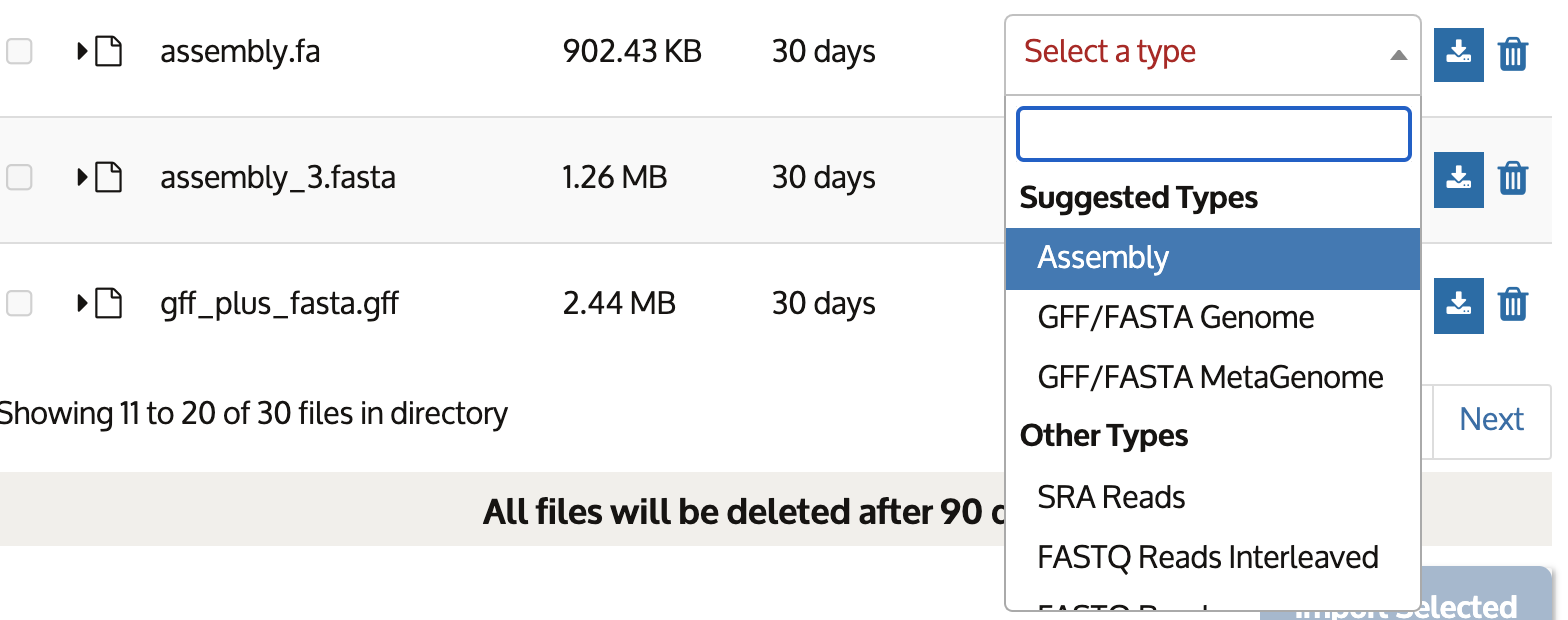 assembly.fa 902.43 KB 30 days Select a type
assembly_3.fasta 1.26 MB 30 days
Suggested Types
Assembly
gff_plus_fasta.gff 2.44 MB 30 days
GFF/FASTA Genome
GFF/FASTA MetaGenome
Showing 11 to 20 of 30 files in directory
Next
Other Types
SRA Reads
All files will be deleted after 90
FASTQ Reads Interleaved
Selected